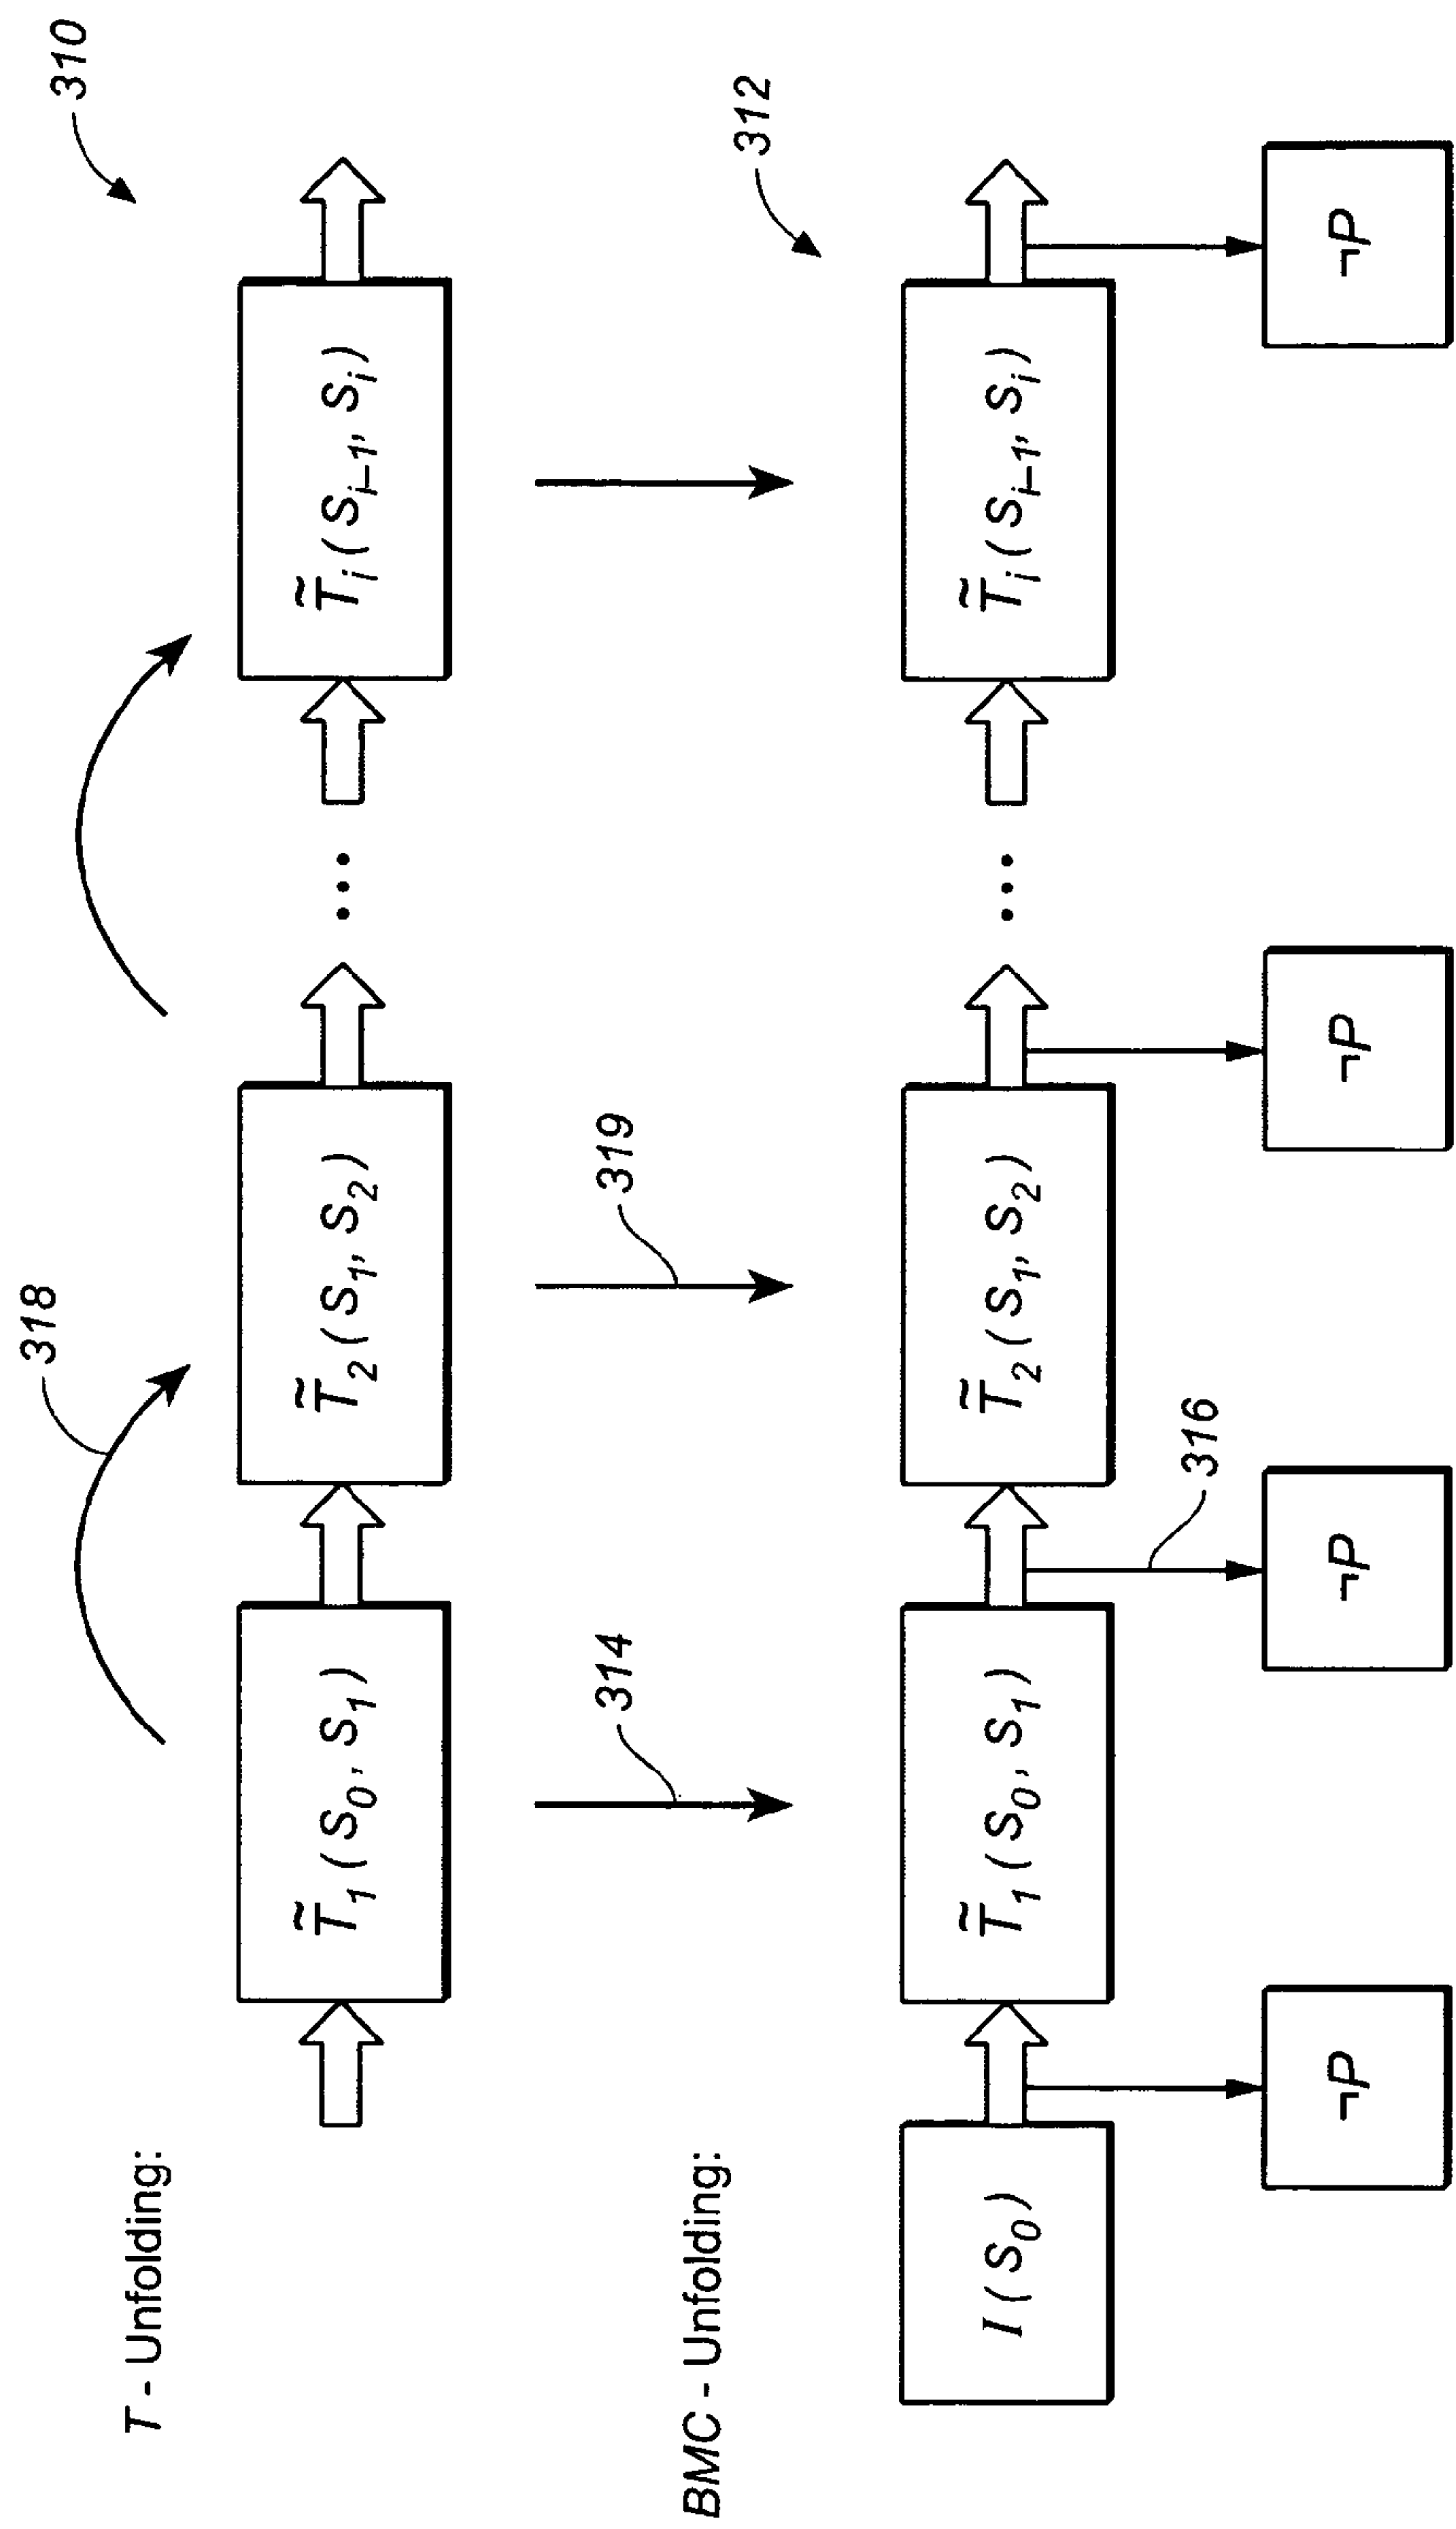 310
318
T - Unfolding:
T̃₁ ( S₀, S₁ )
T̃₂ ( S₁, S₂ )
...
T̃ᵢ ( Sᵢ₋₁, Sᵢ )
314
319
312
BMC - Unfolding:
I ( S₀ )
T̃₁ ( S₀, S₁ )
T̃₂ ( S₁, S₂ )
...
T̃ᵢ ( Sᵢ₋₁, Sᵢ )
316
¬P
¬P
¬P
¬P